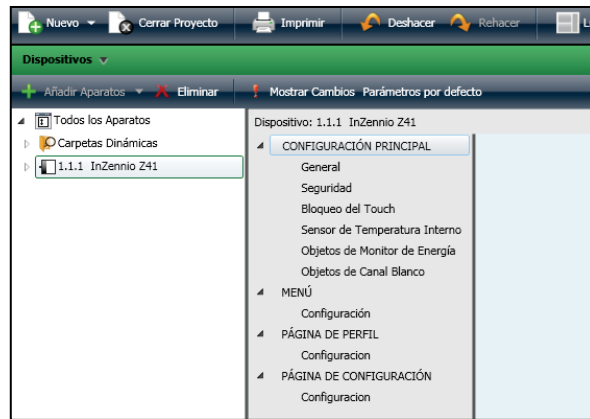 Nuevo Cerrar Proyecto Imprimir Deshacer Rehacer
Dispositivos
Añadir Aparatos Eliminar Mostrar Cambios Parámetros por defecto
Todos los Aparatos
Carpetas Dinámicas
1.1.1 InZennio Z41
Dispositivo: 1.1.1 InZennio Z41
CONFIGURACIÓN PRINCIPAL
General
Seguridad
Bloqueo del Touch
Sensor de Temperatura Interno
Objetos de Monitor de Energía
Objetos de Canal Blanco
MENÚ
Configuración
PÁGINA DE PERFIL
Configuracion
PÁGINA DE CONFIGURACIÓN
Configuracion